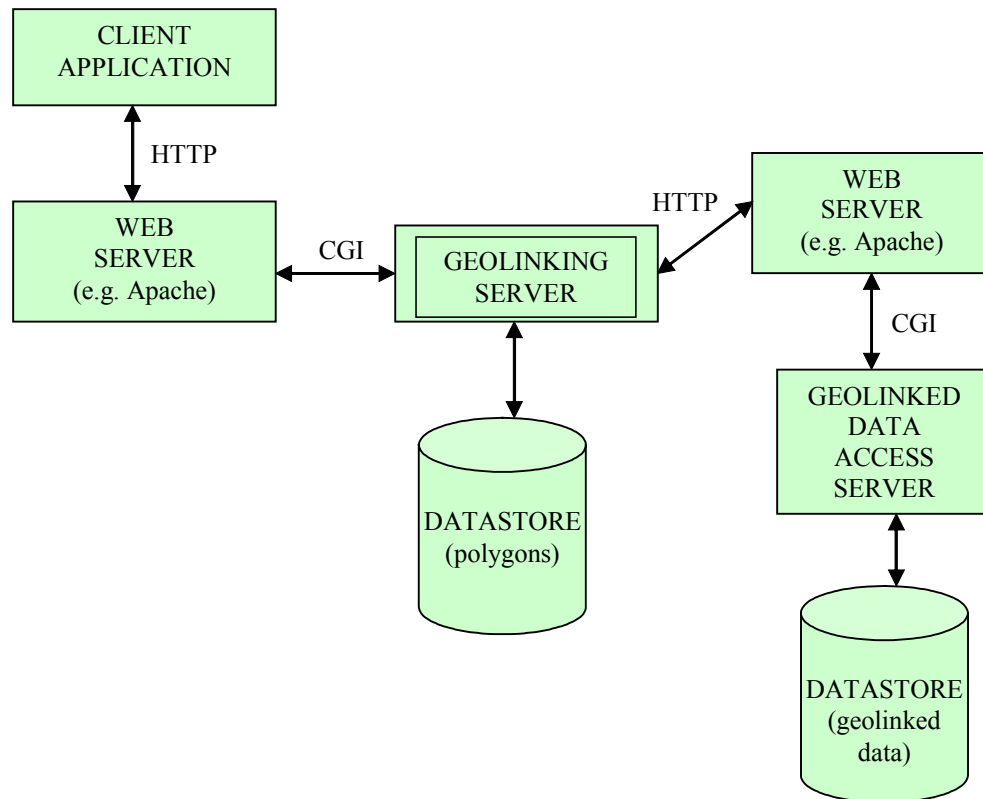 CLIENT
APPLICATION
HTTP
WEB
SERVER
(e.g. Apache)
CGI
GEOLINKING
SERVER
HTTP
WEB
SERVER
(e.g. Apache)
CGI
GEOLINKED
DATA
ACCESS
SERVER
DATASTORE
(polygons)
DATASTORE
(geolinked
data)